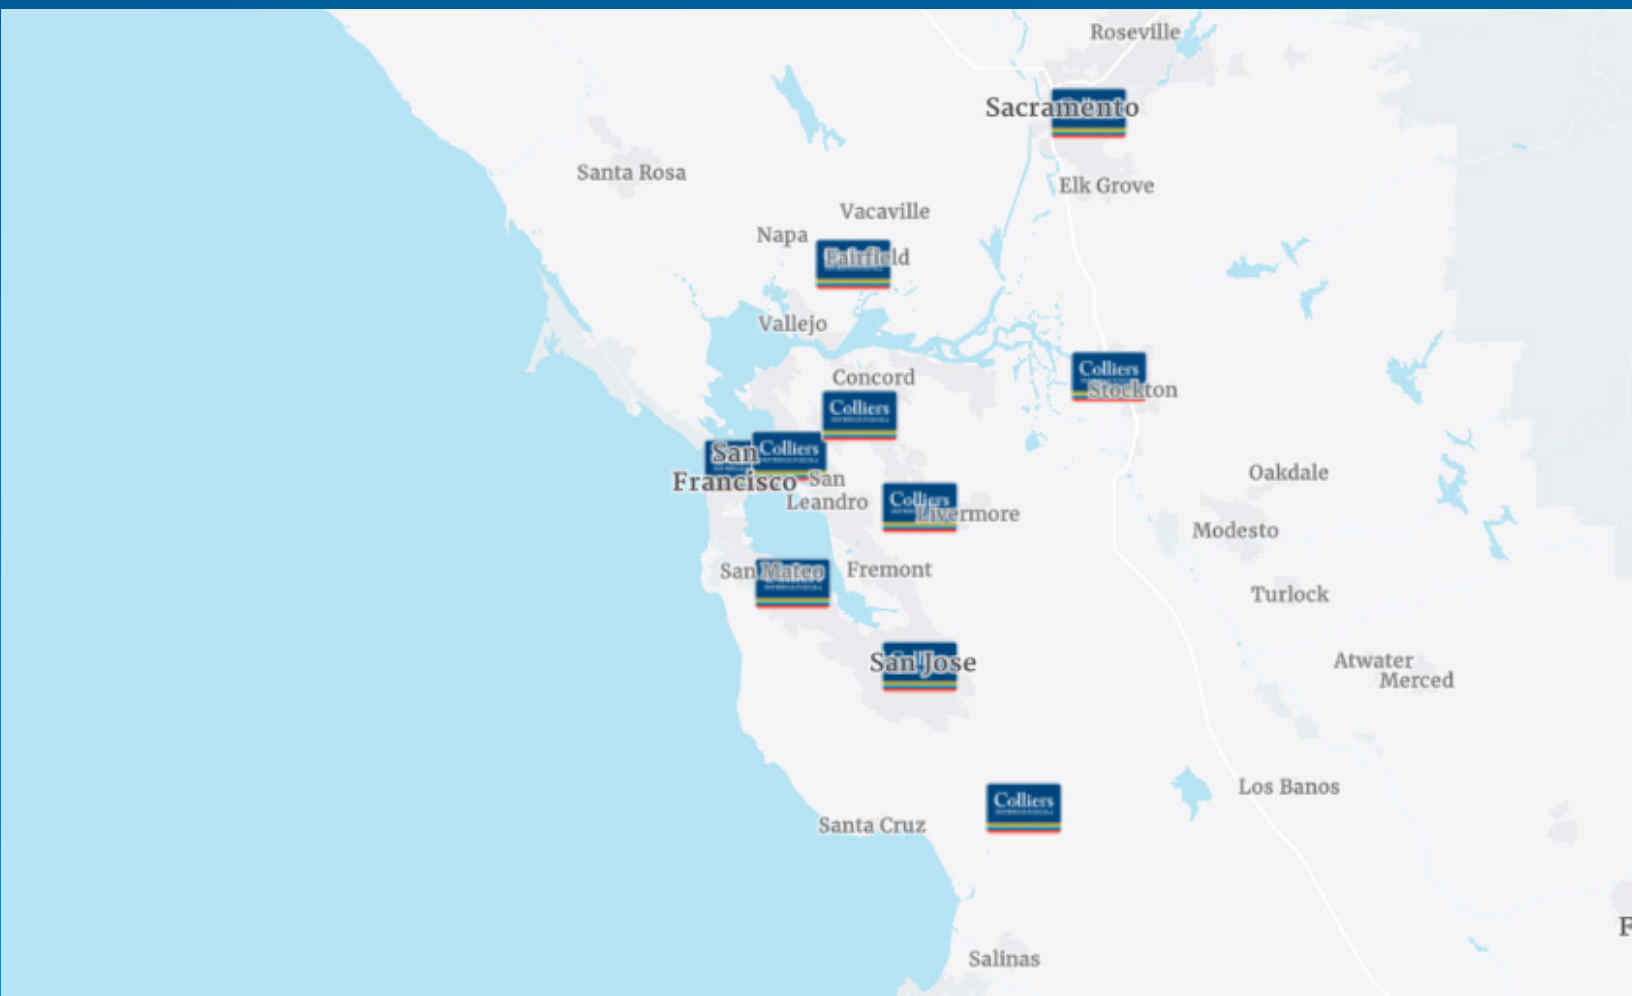 Roseville
Sacramento
Santa Rosa
Elk Grove
Vacaville
Napa
Fairfield
Vallejo
Colliers
Stockton
Concord
Colliers
San
Francisco
Colliers
San
Leandro
Oakdale
Colliers
Livermore
Modesto
San Mateo
Fremont
Turlock
San Jose
Atwater
Merced
Los Banos
Colliers
Santa Cruz
F
Salinas